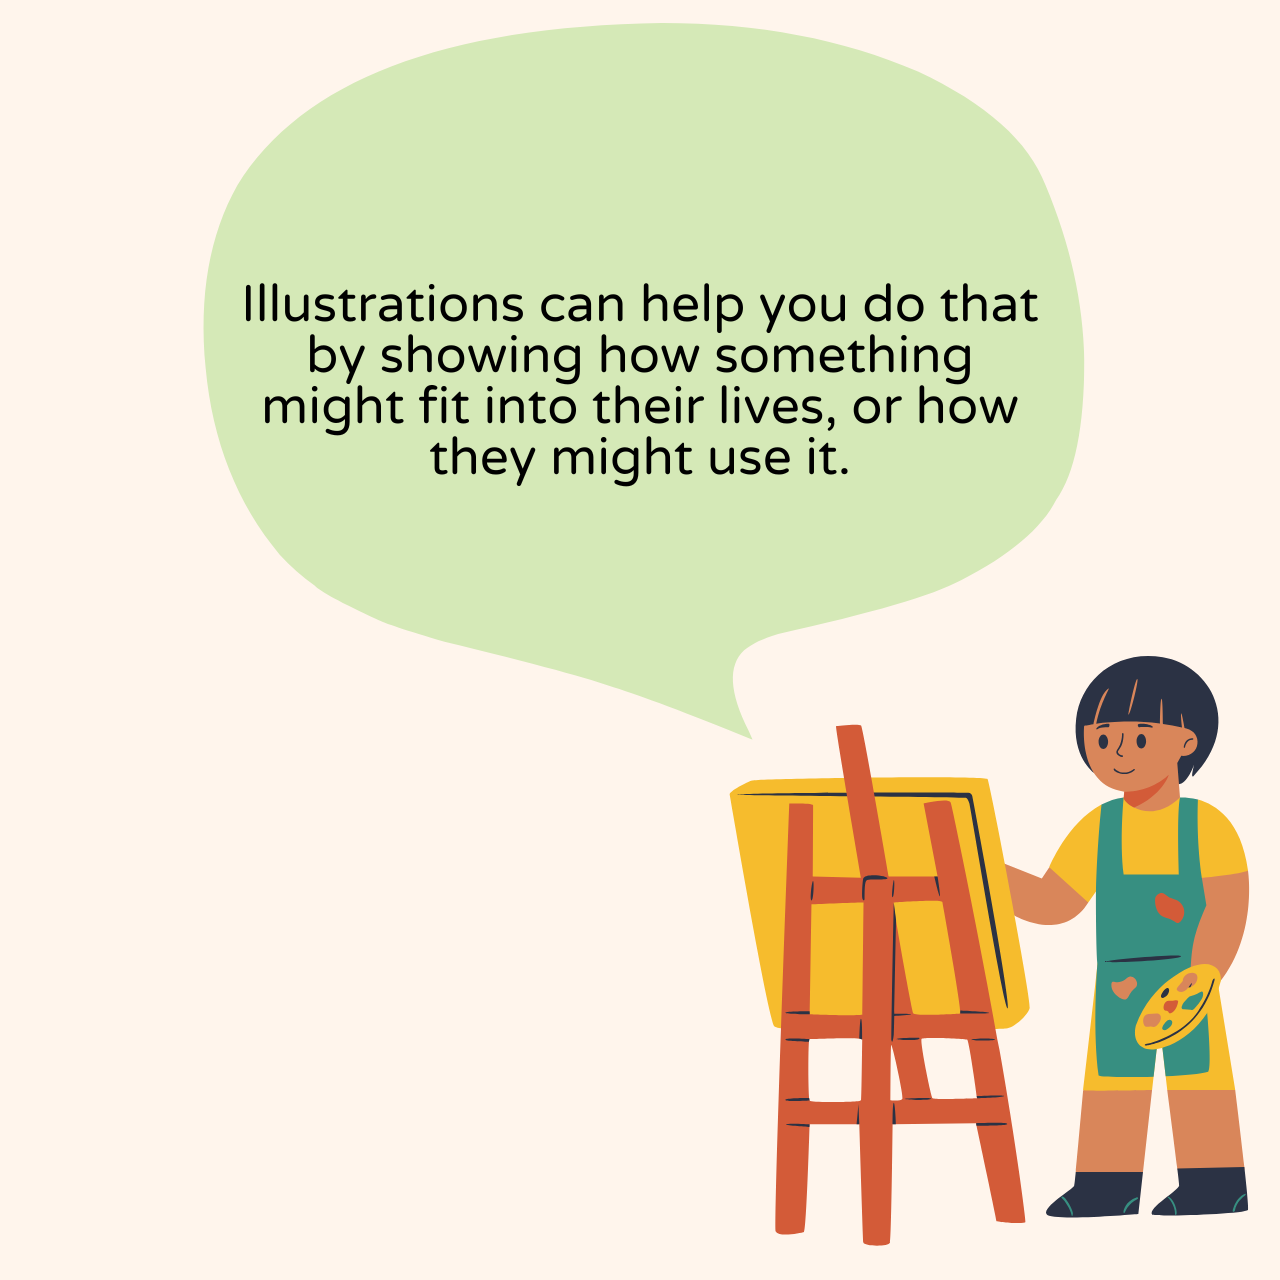 Illustrations can help you do that
by showing how something
might fit into their lives, or how
they might use it.